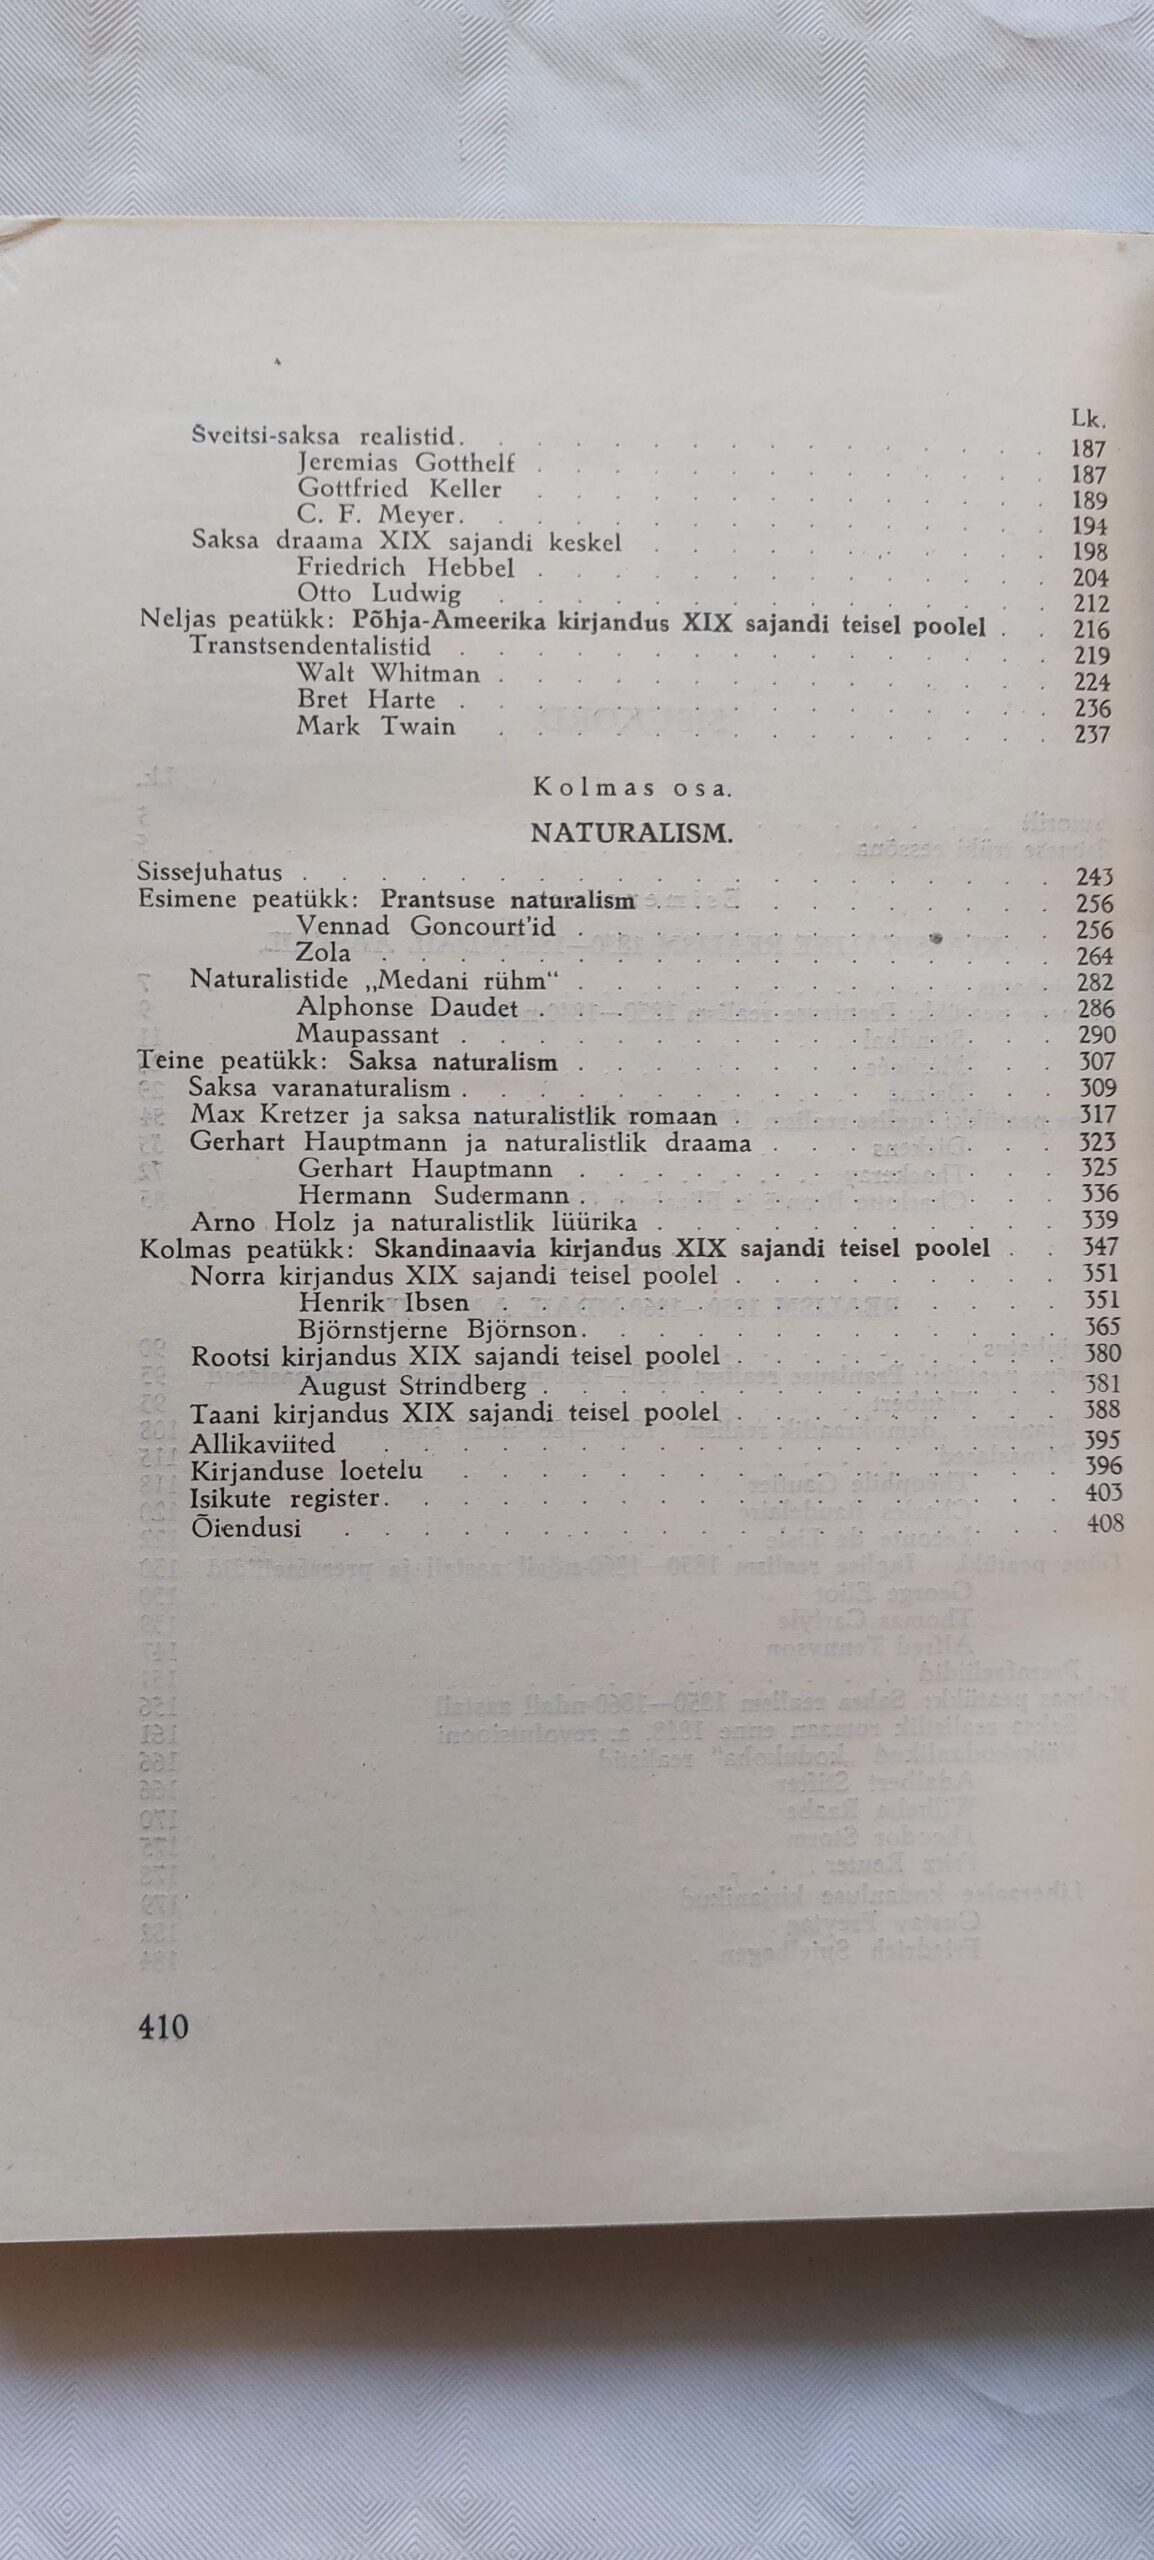 Lk.
Šveitsi-saksa realistid. . . . . . . . . . . . . . . . 187
Jeremias Gotthelf . . . . . . . . . . . . . . 187
Gottfried Keller . . . . . . . . . . . . . . 189
C. F. Meyer. . . . . . . . . . . . . . . . 194
Saksa draama XIX sajandi keskel . . . . . . . . . . . 198
Friedrich Hebbel . . . . . . . . . . . . . . 204
Otto Ludwig . . . . . . . . . . . . . . . 212
Neljas peatükk: Põhja-Ameerika kirjandus XIX sajandi teisel poolel . . 216
Transtsendentalistid . . . . . . . . . . . . . . . . 219
Walt Whitman . . . . . . . . . . . . . . . 224
Bret Harte . . . . . . . . . . . . . . . . 236
Mark Twain . . . . . . . . . . . . . . . 237
Kolmas osa.
NATURALISM.
Sissejuhatus . . . . . . . . . . . . . . . . . . . . 243
Esimene peatükk: Prantsuse naturalism . . . . . . . . . . . 256
Vennad Goncourt'id . . . . . . . . . . . . . 256
Zola . . . . . . . . . . . . . . . . . . 264
Naturalistide „Medani rühm“ . . . . . . . . . . . . . 282
Alphonse Daudet . . . . . . . . . . . . . . 286
Maupassant . . . . . . . . . . . . . . . . 290
Teine peatükk: Saksa naturalism . . . . . . . . . . . . . 307
Saksa varanaturalism . . . . . . . . . . . . . . . . 309
Max Kretzer ja saksa naturalistlik romaan . . . . . . . . . 317
Gerhart Hauptmann ja naturalistlik draama . . . . . . . . 323
Gerhart Hauptmann . . . . . . . . . . . . . 325
Hermann Sudermann . . . . . . . . . . . . . 336
Arno Holz ja naturalistlik lüürika . . . . . . . . . . . 339
Kolmas peatükk: Skandinaavia kirjandus XIX sajandi teisel poolel . . 347
Norra kirjandus XIX sajandi teisel poolel . . . . . . . . . 351
Henrik Ibsen . . . . . . . . . . . . . . . 351
Björnstjerne Björnson. . . . . . . . . . . . . 365
Rootsi kirjandus XIX sajandi teisel poolel . . . . . . . . . 380
August Strindberg . . . . . . . . . . . . . . 381
Taani kirjandus XIX sajandi teisel poolel . . . . . . . . . 388
Allikaviited . . . . . . . . . . . . . . . . . . 395
Kirjanduse loetelu . . . . . . . . . . . . . . . . 396
Isikute register. . . . . . . . . . . . . . . . . . 403
Õiendusi . . . . . . . . . . . . . . . . . . . 408
410